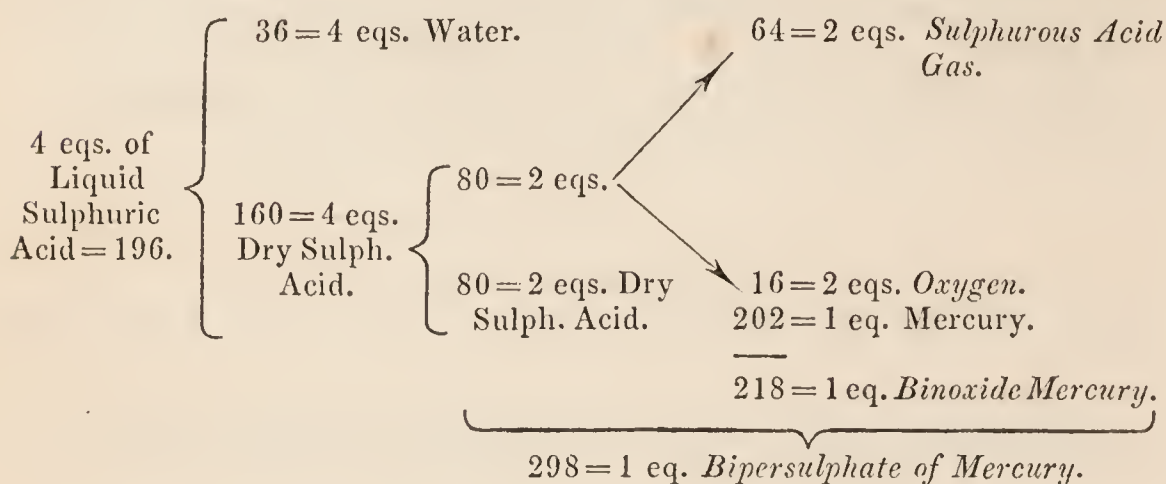 36 = 4 eqs. Water.
64 = 2 eqs. Sulphurous Acid
Gas.
4 eqs. of
Liquid
Sulphuric
Acid = 196.
160 = 4 eqs.
Dry Sulph.
Acid.
80 = 2 eqs.
80 = 2 eqs. Dry
Sulph. Acid.
16 = 2 eqs. Oxygen.
202 = 1 eq. Mercury.
218 = 1 eq. Binoxide Mercury.
298 = 1 eq. Bipersulphate of Mercury.